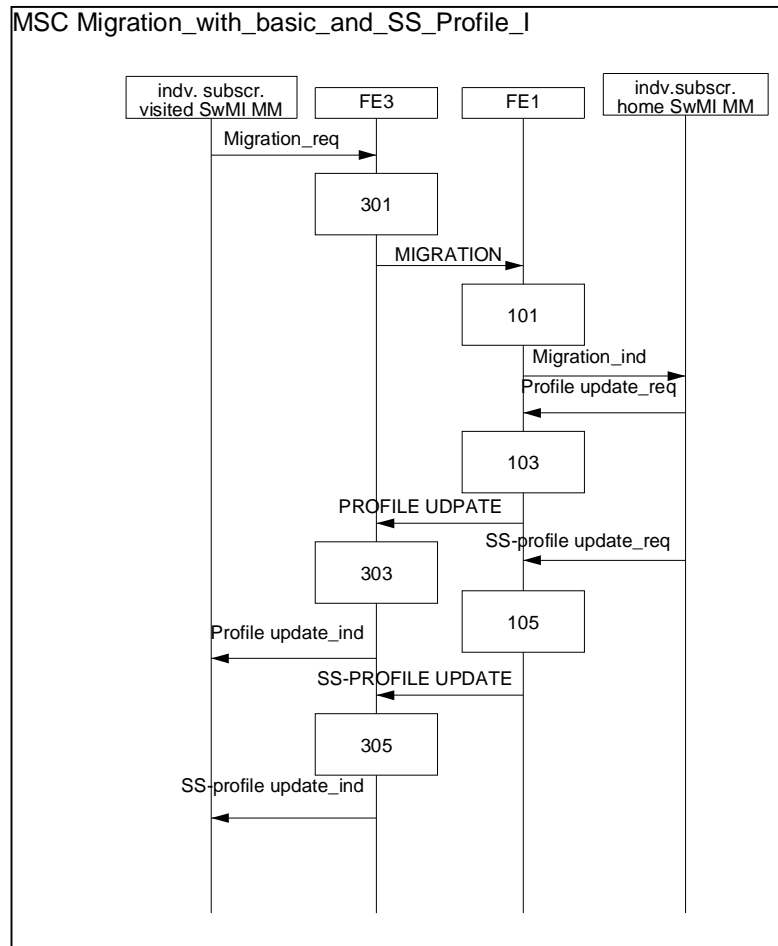 MSC Migration_with_basic_and_SS_Profile_I
indv. subscr.
visited SwMI MM
FE3
FE1
indv.subscr.
home SwMI MM
Migration_req
301
MIGRATION
101
Migration_ind
Profile update_req
103
PROFILE UDPATE
SS-profile update_req
303
105
Profile update_ind
SS-PROFILE UPDATE
305
SS-profile update_ind